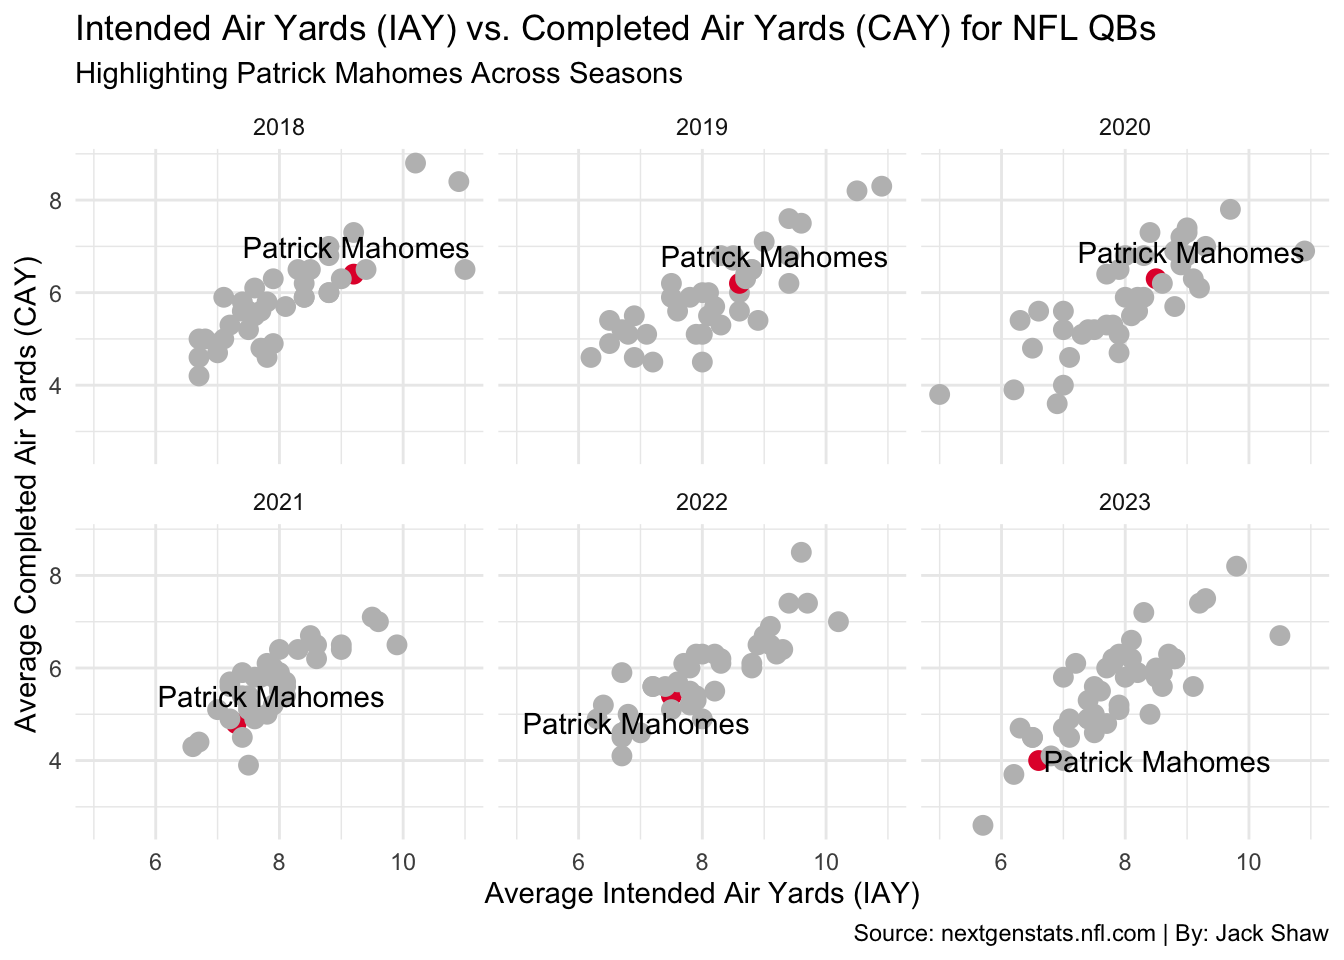 Intended Air Yards (IAY) vs. Completed Air Yards (CAY) for NFL QBs
Highlighting Patrick Mahomes Across Seasons
2018
2019
2020
8
6
4
Patrick Mahomes
Patrick Mahomes
Patrick Mahomes
Average Completed Air Yards (CAY)
2021
2022
2023
8
6
4
Patrick Mahomes
Patrick Mahomes
Patrick Mahomes
6 8 10
6 8 10
6 8 10
Average Intended Air Yards (IAY)
Source: nextgenstats.nfl.com | By: Jack Shaw